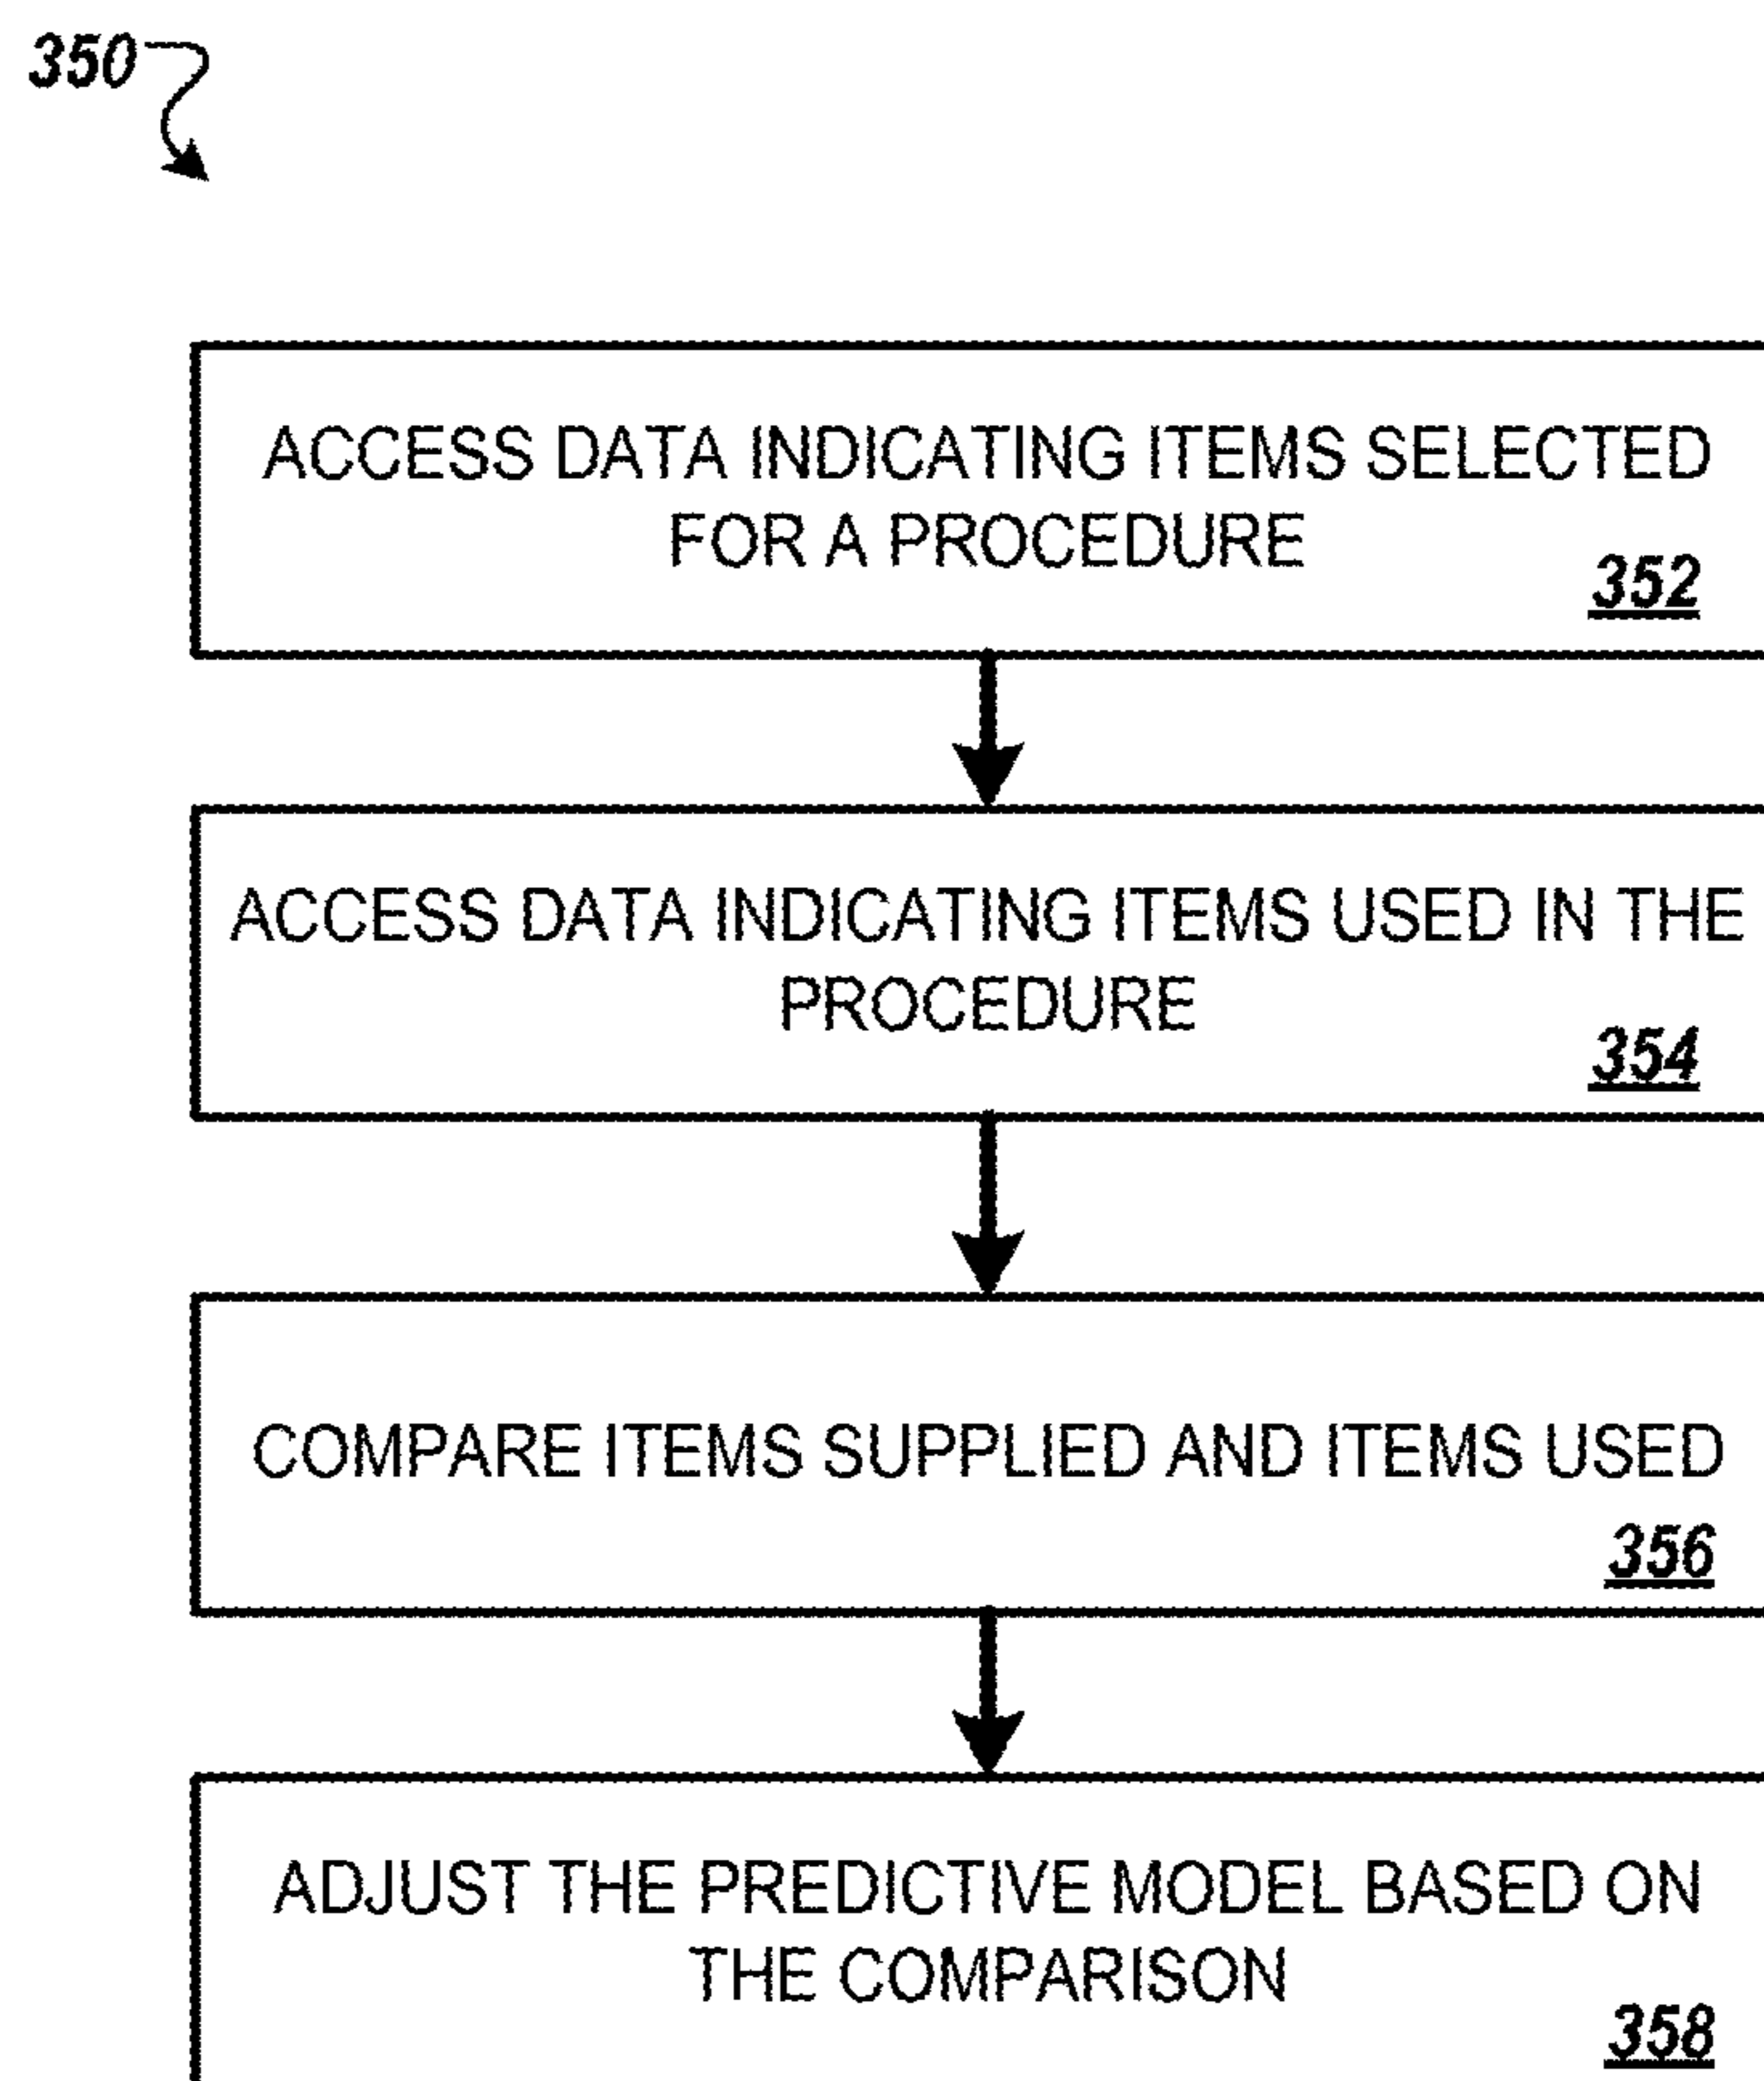 350
ACCESS DATA INDICATING ITEMS SELECTED
FOR A PROCEDURE
352
ACCESS DATA INDICATING ITEMS USED IN THE
PROCEDURE
354
COMPARE ITEMS SUPPLIED AND ITEMS USED
356
ADJUST THE PREDICTIVE MODEL BASED ON
THE COMPARISON
358